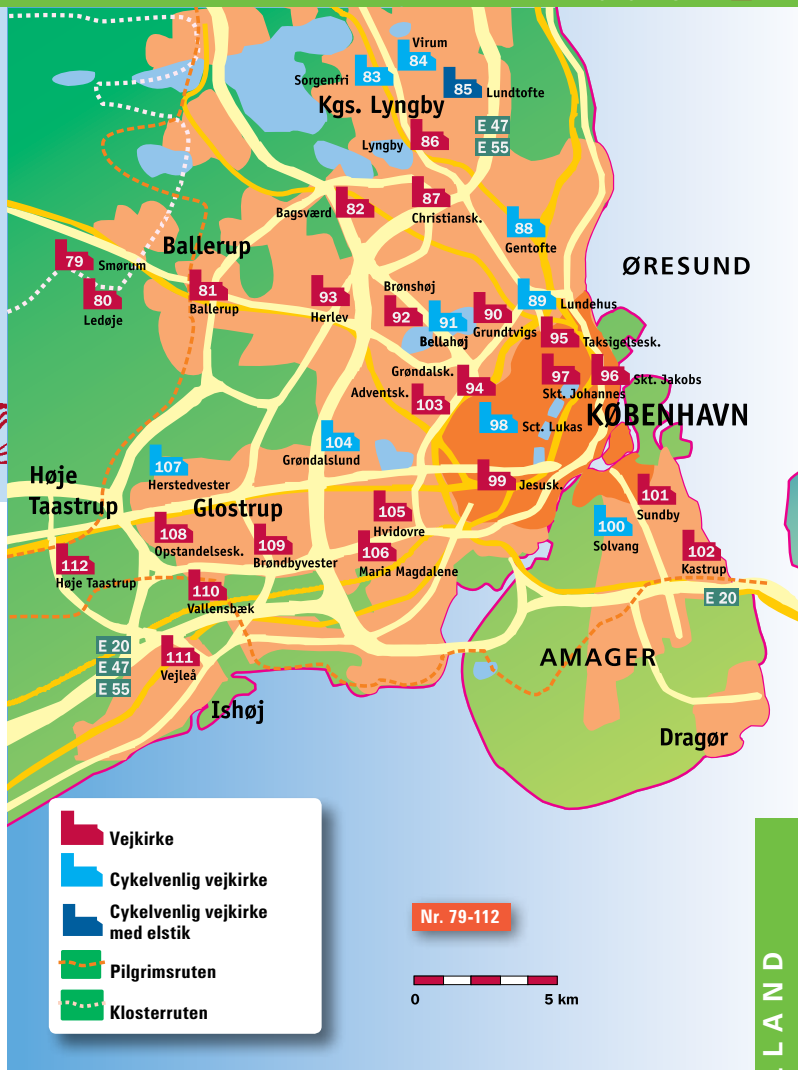 Virum
84
Sorgenfri
83
85
Lundtofte
Kgs. Lyngby
E 47
E 55
Lyngby
86
87
Christiansk.
Bagsværd
82
88
Gentofte
Ballerup
79
Smørum
80
Ledøje
81
Ballerup
ØRESUND
93
Herlev
Brønshøj
92
91
Bellahøj
90
Grundtvigs
89
Lundehus
95
Taksigelsesk.
Grøndalsk.
94
97
Skt. Johannes
96
Skt. Jakobs
Adventsk.
103
98
Sct. Lukas
KØBENHAVN
104
Grøndalslund
107
Herstedvester
Høje
Taastrup
Glostrup
99
Jesusk.
101
Sundby
105
Hvidovre
100
Solvang
108
Opstandelsesk.
109
Brøndbyvester
106
Maria Magdalene
102
Kastrup
112
Høje Taastrup
110
Vallensbæk
E 20
E 20
E 47
E 55
111
Vejleå
AMAGER
Ishøj
Dragør
Vejkirke
Cykelvenlig vejkirke
Cykelvenlig vejkirke
med elstik
Pilgrimsruten
Klosterruten
Nr. 79-112
0
5 km
LLAND